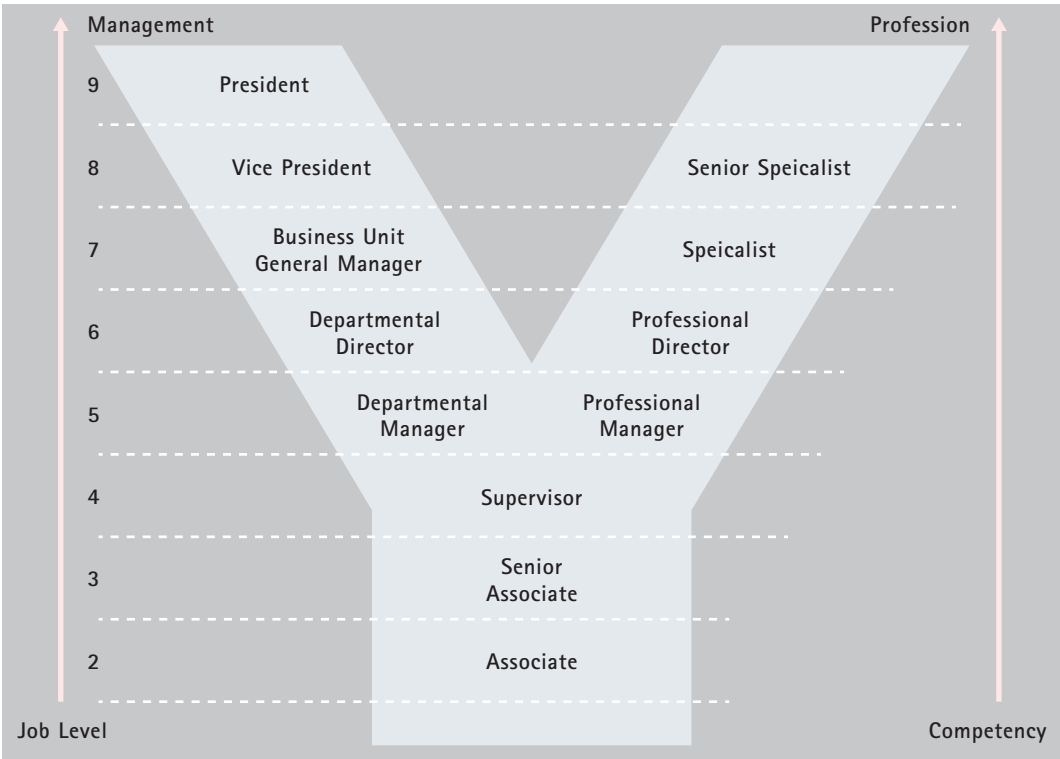 Management
Profession
9
President
8
Vice President
Senior Speicalist
7
Business Unit
General Manager
Speicalist
6
Departmental
Director
Professional
Director
5
Departmental
Manager
Professional
Manager
4
Supervisor
3
Senior
Associate
2
Associate
Job Level
Competency